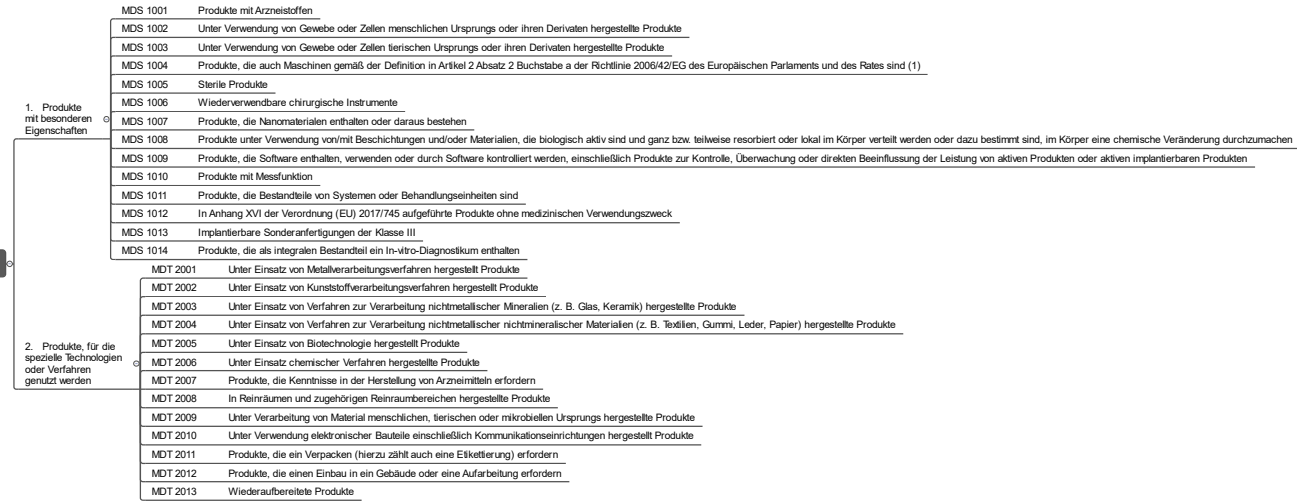 MDS 1001 Produkte mit Arzneistoffen
MDS 1002 Unter Verwendung von Gewebe oder Zellen menschlichen Ursprungs oder ihren Derivaten hergestellte Produkte
MDS 1003 Unter Verwendung von Gewebe oder Zellen tierischen Ursprungs oder ihren Derivaten hergestellte Produkte
MDS 1004 Produkte, die auch Maschinen gemäß der Definition in Artikel 2 Absatz 2 Buchstabe a der Richtlinie 2006/42/EG des Europäischen Parlaments und des Rates sind (1)
MDS 1005 Sterile Produkte
MDS 1006 Wiederverwendbare chirurgische Instrumente
1. Produkte
mit besonderen
Eigenschaften
MDS 1007 Produkte, die Nanomaterialen enthalten oder daraus bestehen
MDS 1008 Produkte unter Verwendung von/mit Beschichtungen und/oder Materialien, die biologisch aktiv sind und ganz bzw. teilweise resorbiert oder lokal im Körper verteilt werden oder dazu bestimmt sind, im Körper eine chemische Veränderung durchzumachen
MDS 1009 Produkte, die Software enthalten, verwenden oder durch Software kontrolliert werden, einschließlich Produkte zur Kontrolle, Überwachung oder direkten Beeinflussung der Leistung von aktiven Produkten oder aktiven implantierbaren Produkten
MDS 1010 Produkte mit Messfunktion
MDS 1011 Produkte, die Bestandteile von Systemen oder Behandlungseinheiten sind
MDS 1012 In Anhang XVI der Verordnung (EU) 2017/745 aufgeführte Produkte ohne medizinischen Verwendungszweck
MDS 1013 Implantierbare Sonderanfertigungen der Klasse III
MDS 1014 Produkte, die als integralen Bestandteil ein In-vitro-Diagnostikum enthalten
MDT 2001 Unter Einsatz von Metallverarbeitungsverfahren hergestellt Produkte
MDT 2002 Unter Einsatz von Kunststoffverarbeitungsverfahren hergestellt Produkte
MDT 2003 Unter Einsatz von Verfahren zur Verarbeitung nichtmetallischer Mineralien (z. B. Glas, Keramik) hergestellte Produkte
MDT 2004 Unter Einsatz von Verfahren zur Verarbeitung nichtmetallischer nichtmineralischer Materialien (z. B. Textilien, Gummi, Leder, Papier) hergestellte Produkte
MDT 2005 Unter Einsatz von Biotechnologie hergestellt Produkte
2. Produkte, für die
spezielle Technologien
oder Verfahren
genutzt werden
MDT 2006 Unter Einsatz chemischer Verfahren hergestellte Produkte
MDT 2007 Produkte, die Kenntnisse in der Herstellung von Arzneimitteln erfordern
MDT 2008 In Reinräumen und zugehörigen Reinraumbereichen hergestellte Produkte
MDT 2009 Unter Verarbeitung von Material menschlichen, tierischen oder mikrobiellen Ursprungs hergestellte Produkte
MDT 2010 Unter Verwendung elektronischer Bauteile einschließlich Kommunikationseinrichtungen hergestellt Produkte
MDT 2011 Produkte, die ein Verpacken (hierzu zählt auch eine Etikettierung) erfordern
MDT 2012 Produkte, die einen Einbau in ein Gebäude oder eine Aufarbeitung erfordern
MDT 2013 Wiederaufbereitete Produkte